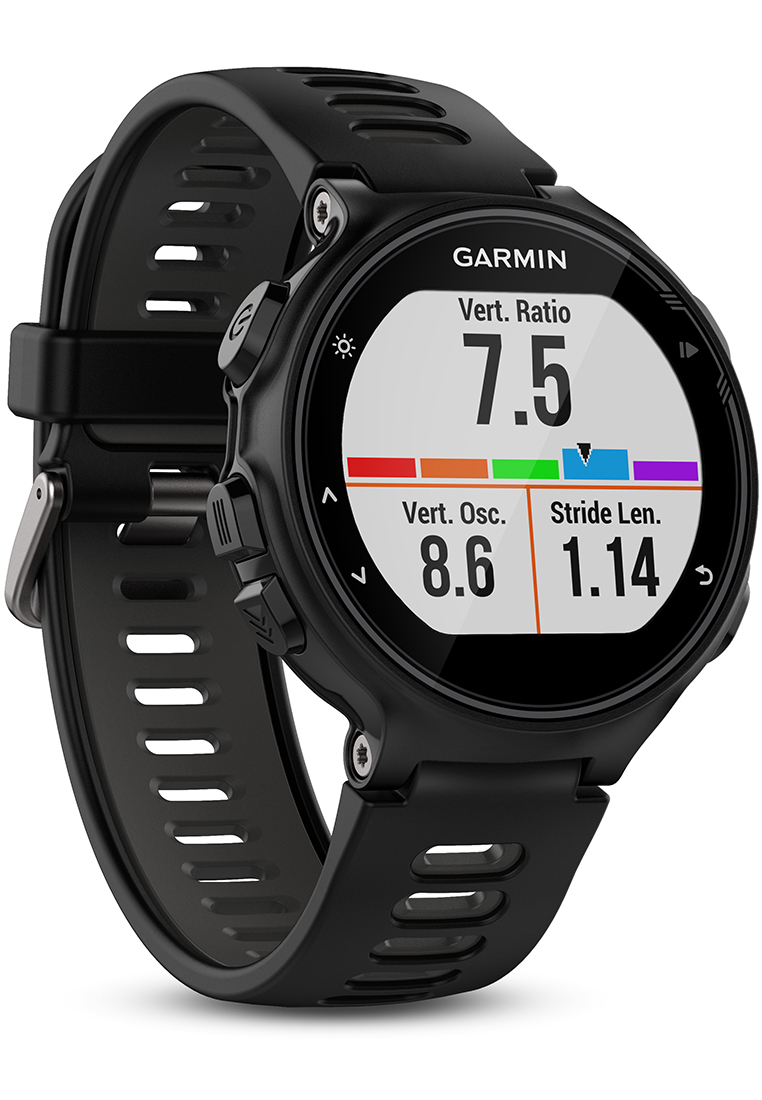 GARMIN
Vert. Ratio
7.5
Vert. Osc.
Stride Len.
8.6
1.14